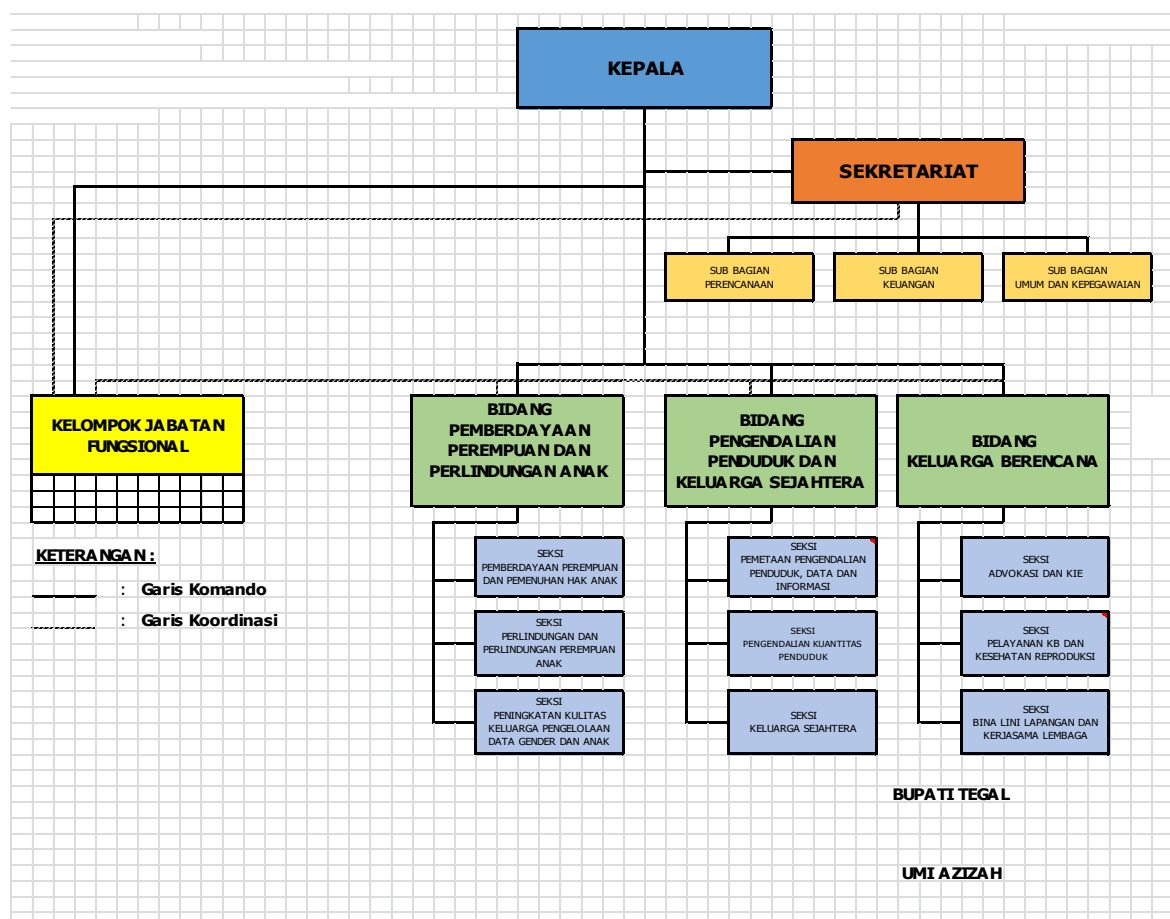 KEPALA
SEKRETARIAT
SUB BAGIAN
PERENCANAAN
SUB BAGIAN
KEUANGAN
SUB BAGIAN
UMUM DAN KEPEGAWAIAN
KELOMPOK JABATAN
FUNGSIONAL
BIDANG
PEMBERDAYAAN
PEREMPUAN DAN
PERLINDUNGAN ANAK
BIDANG
PENGENDALIAN
PENDUDUK DAN
KELUARGA SEJAHTERA
BIDANG
KELUARGA BERENCANA
KETERANGAN :
: Garis Komando
: Garis Koordinasi
SEKSI
PEMBERDAYAAN PEREMPUAN
DAN PEMENUHAN HAK ANAK
SEKSI
PERLINDUNGAN DAN
PERLINDUNGAN PEREMPUAN
ANAK
SEKSI
PENINGKATAN KULITAS
KELUARGA PENGELOLAAN
DATA GENDER DAN ANAK
SEKSI
PEMETAAN PENGENDALIAN
PENDUDUK, DATA DAN
INFORMASI
SEKSI
PENGENDALIAN KUANTITAS
PENDUDUK
SEKSI
KELUARGA SEJAHTERA
SEKSI
ADVOKASI DAN KIE
SEKSI
PELAYANAN KB DAN
KESEHATAN REPRODUKSI
SEKSI
BINA LINI LAPANGAN DAN
KERJASAMA LEMBAGA
BUPATI TEGAL
UMI AZIZAH